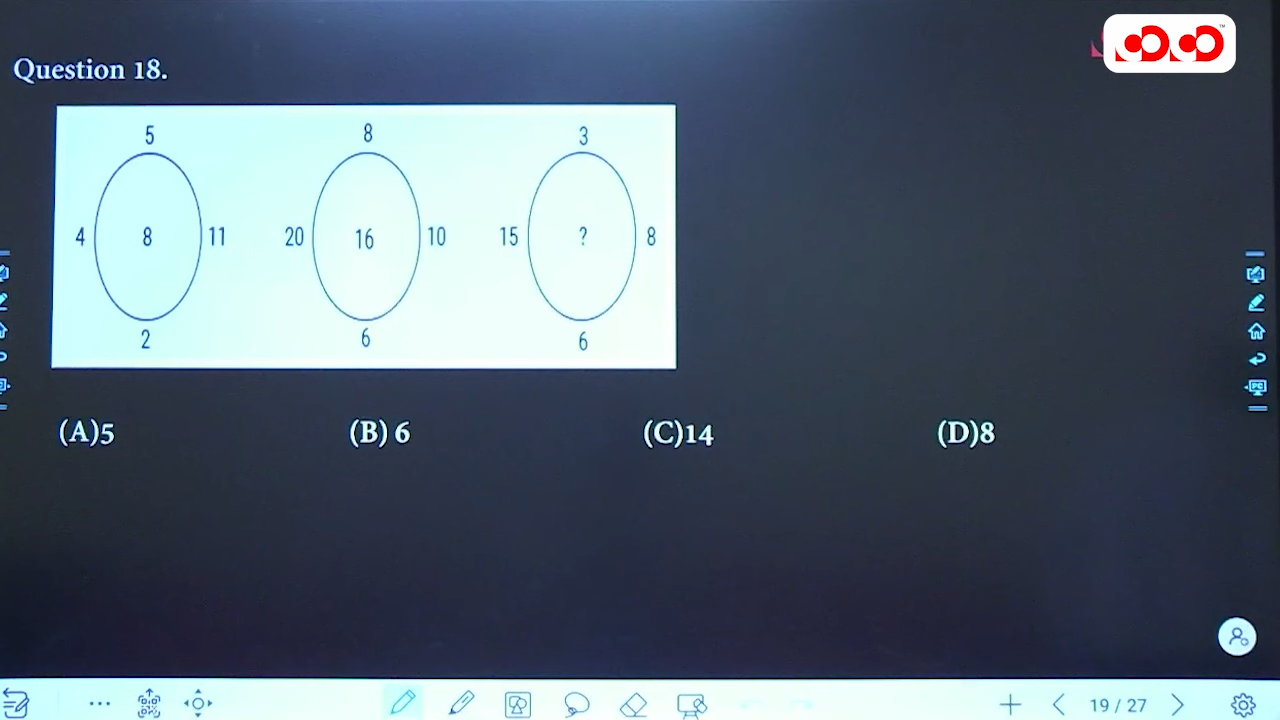 Question 18.
5 8 3
4 8 11 20 16 10 15 ? 8
2 6 6
(A)5 (B) 6 (C)14 (D)8
19 / 27